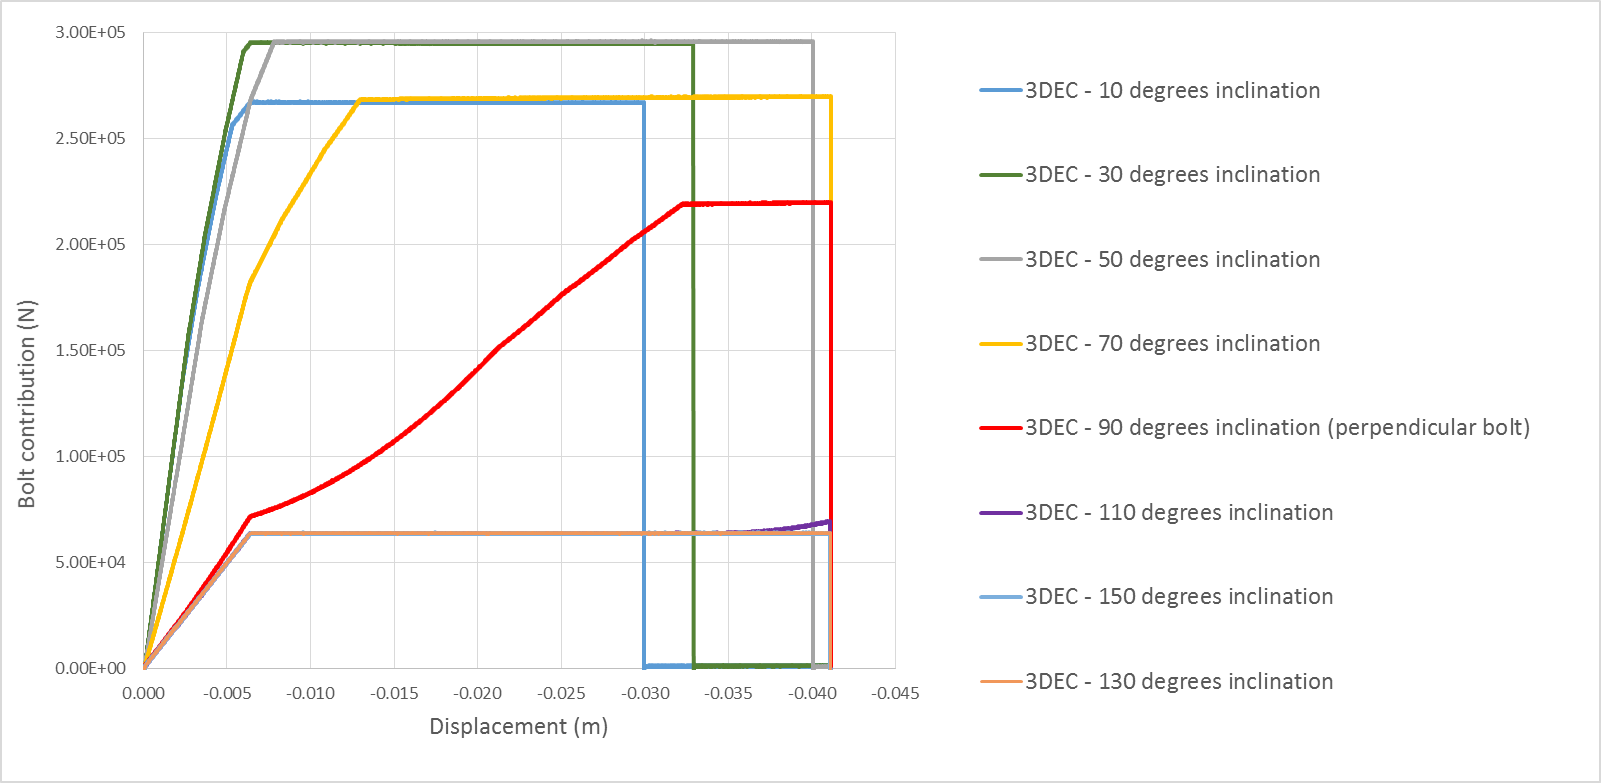 3.00E+05
2.50E+05
2.00E+05
1.50E+05
1.00E+05
5.00E+04
0.00E+00
Bolt contribution (N)
0.000 -0.005 -0.010 -0.015 -0.020 -0.025 -0.030 -0.035 -0.040 -0.045
Displacement (m)
3DEC - 10 degrees inclination
3DEC - 30 degrees inclination
3DEC - 50 degrees inclination
3DEC - 70 degrees inclination
3DEC - 90 degrees inclination (perpendicular bolt)
3DEC - 110 degrees inclination
3DEC - 150 degrees inclination
3DEC - 130 degrees inclination